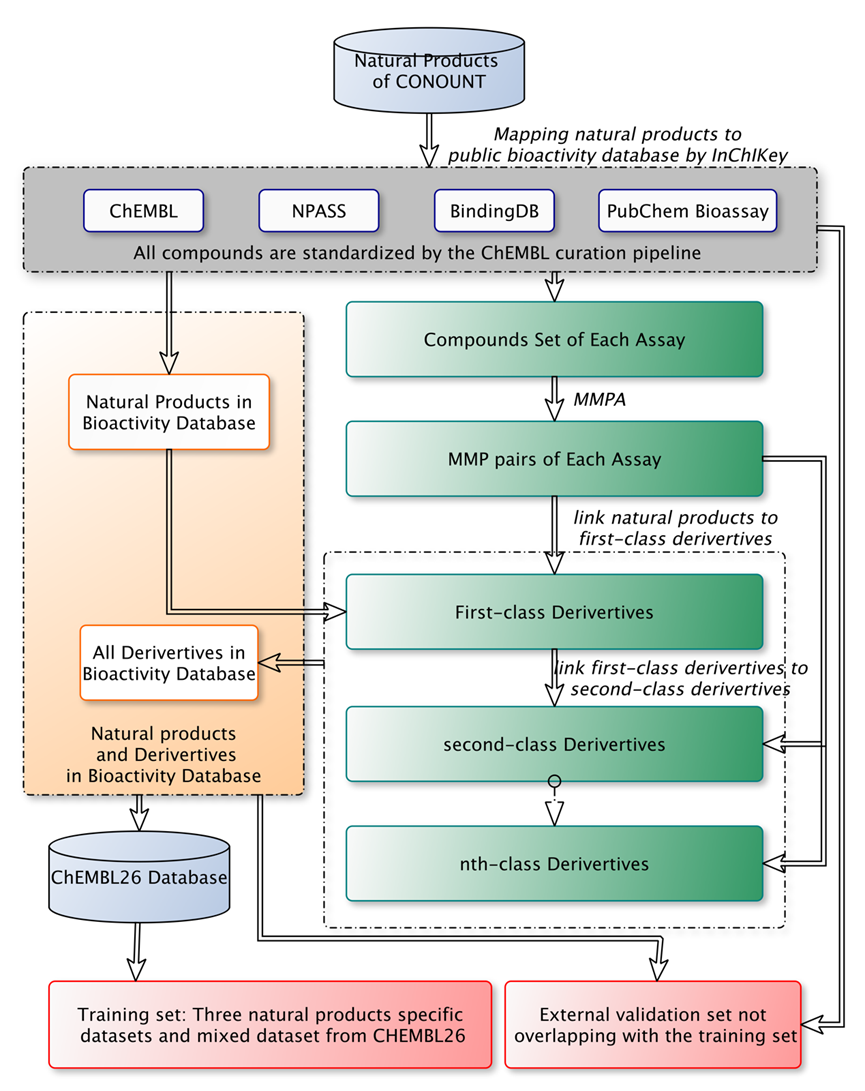 Natural Products
of CONOUNT
Mapping natural products to
public bioactivity database by InChIKey
ChEMBL
NPASS
BindingDB
PubChem Bioassay
All compounds are standardized by the ChEMBL curation pipeline
Compounds Set of Each Assay
MMPA
Natural Products in
Bioactivity Database
MMP pairs of Each Assay
link natural products to
first-class derivertives
First-class Derivertives
All Derivertives in
Bioactivity Database
link first-class derivertives to
second-class derivertives
second-class Derivertives
Natural products
and Derivertives
in Bioactivity Database
nth-class Derivertives
ChEMBL26 Database
Training set: Three natural products specific
datasets and mixed dataset from CHEMBL26
External validation set not
overlapping with the training set